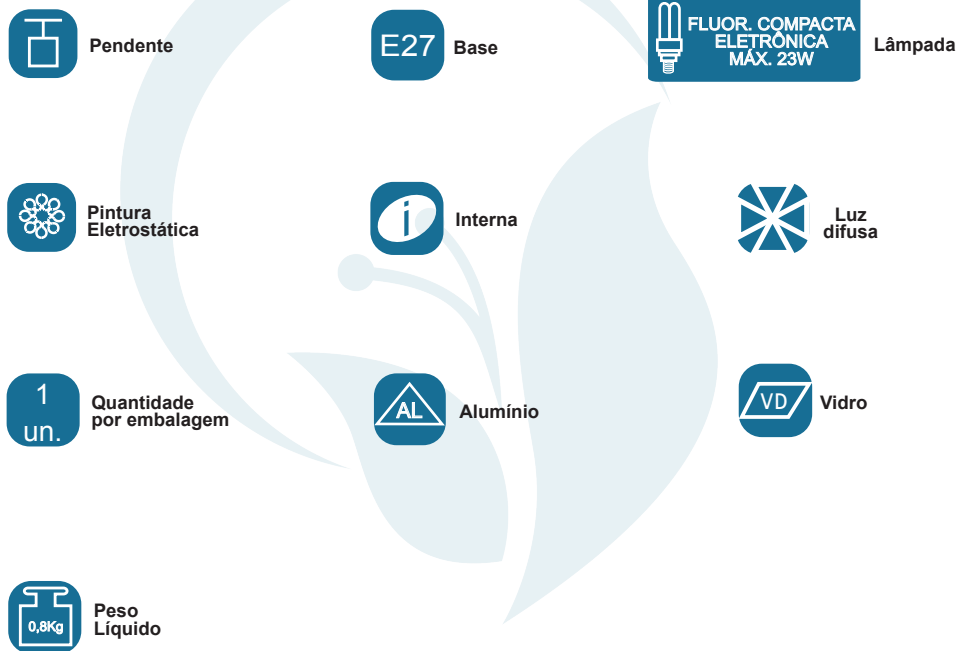 Pendente
E27
Base
FLUOR. COMPACTA
ELETRÔNICA
MÁX. 23W
Lâmpada
Pintura
Eletrostática
i
Interna
Luz
difusa
1
un.
Quantidade
por embalagem
AL
Alumínio
VD
Vidro
0,8Kg
Peso
Líquido